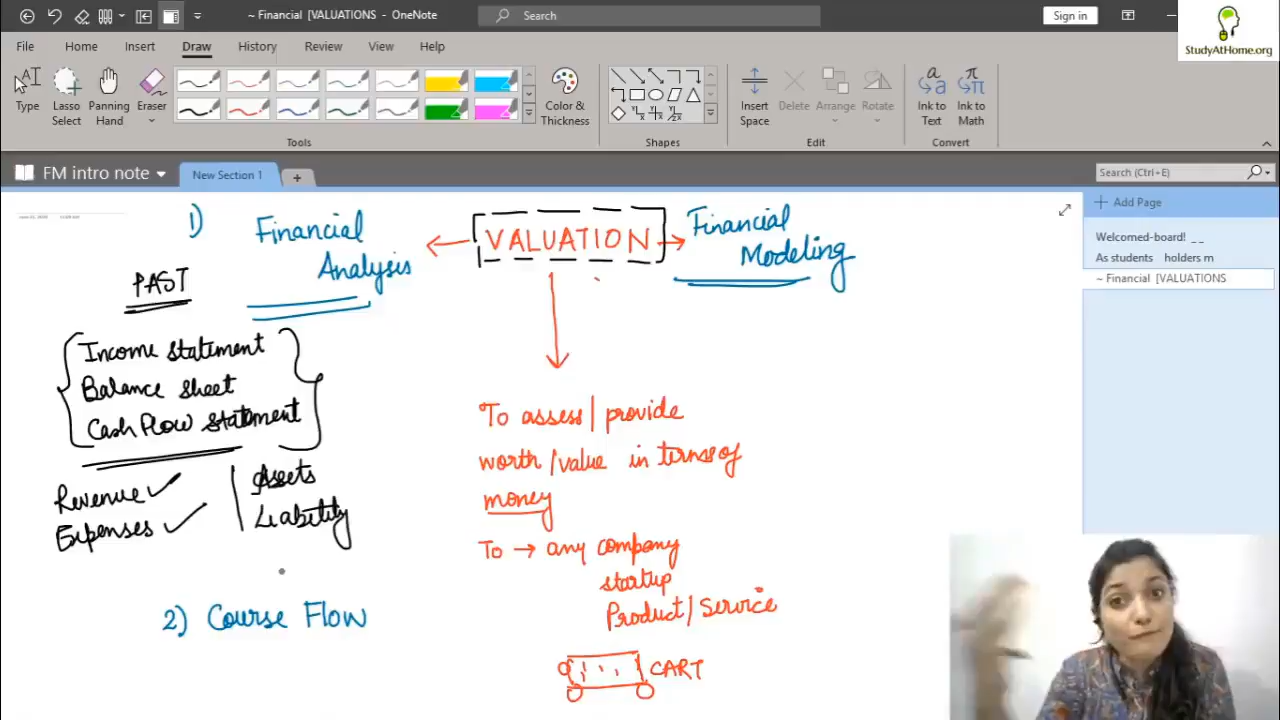 ~ Financial [VALUATIONS - OneNote
Search
Sign in
StudyAtHome.org
File Home Insert Draw History Review View Help
Type
Lasso Select
Panning Hand
Eraser
Color & Thickness
Insert Space
Delete
Arrange
Rotate
Ink to Text
Ink to Math
Tools
Shapes
Edit
Convert
FM intro note
New Section 1
Search (Ctrl+E)
Add Page
Welcomed-board! _ _
As students holders m
~ Financial [VALUATIONS
1) Financial Analysis
VALUATION
Financial
Modeling
PAST
Income statement
Balance sheet
Cash Flow statement
Revenue
Expenses
Assets
Liability
To assess / provide
worth / value in terms of
money
To → any company
startup
Product / Service
CART
2) Course Flow